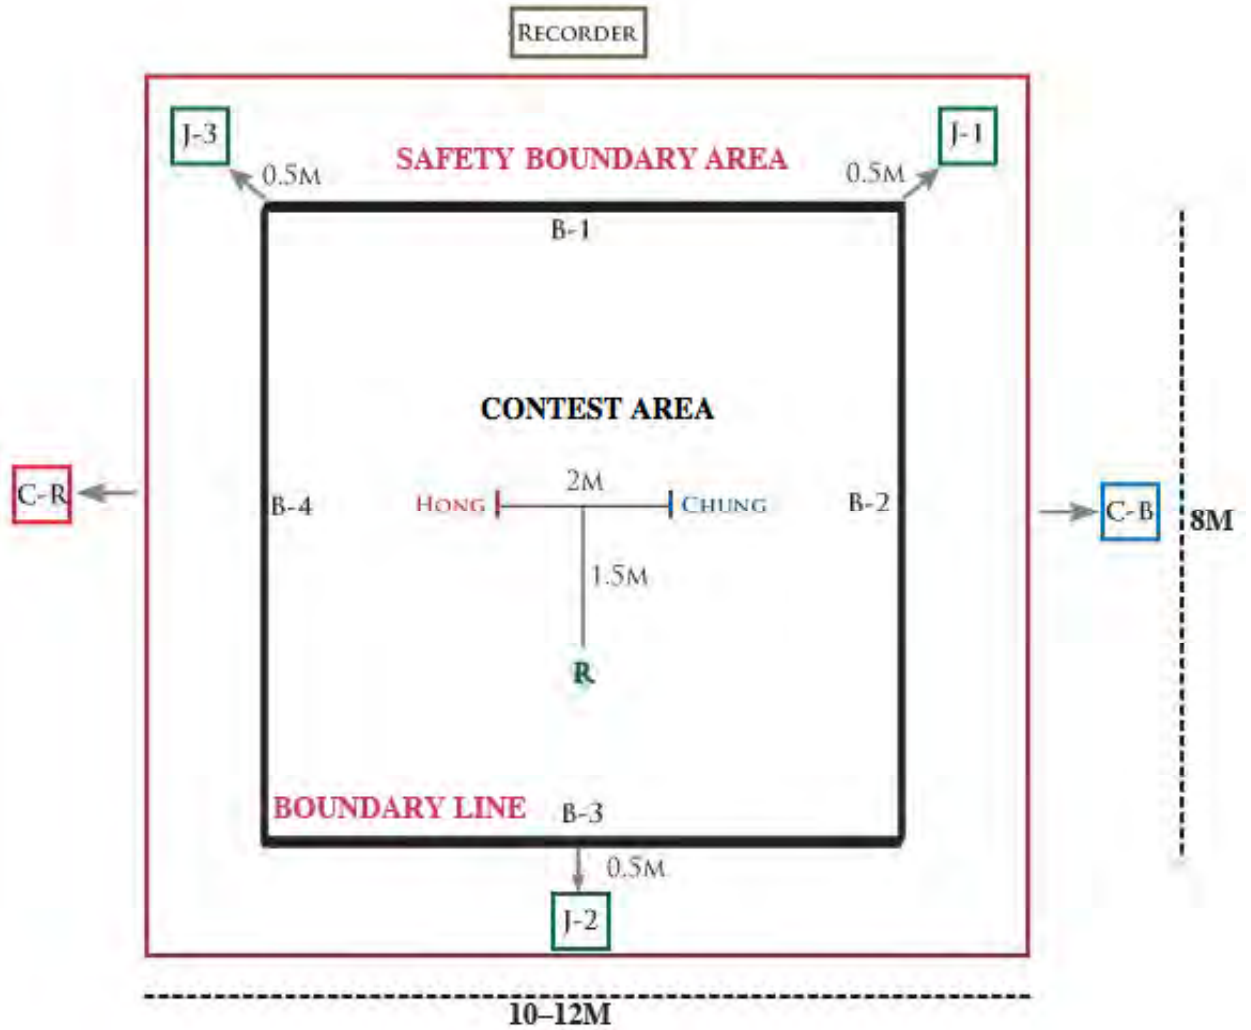 RECORDER
J-3
J-1
SAFETY BOUNDARY AREA
0.5M
0.5M
B-1
CONTEST AREA
C-R
B-4
HONG
2M
CHUNG
B-2
C-B
8M
1.5M
R
BOUNDARY LINE
B-3
0.5M
J-2
10–12M